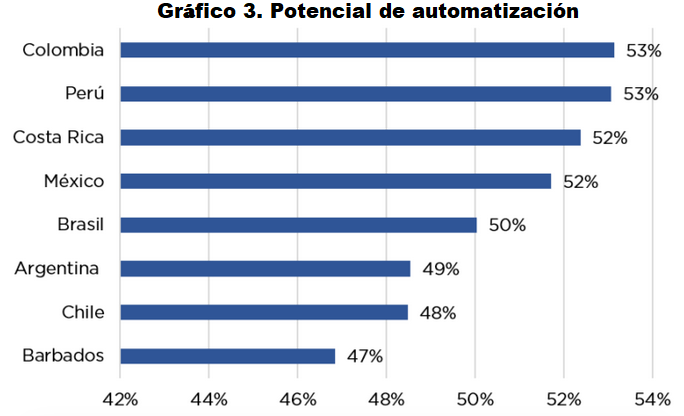 Gráfico 3. Potencial de automatización
Colombia 53%
Perú 53%
Costa Rica 52%
México 52%
Brasil 50%
Argentina 49%
Chile 48%
Barbados 47%
42% 44% 46% 48% 50% 52% 54%